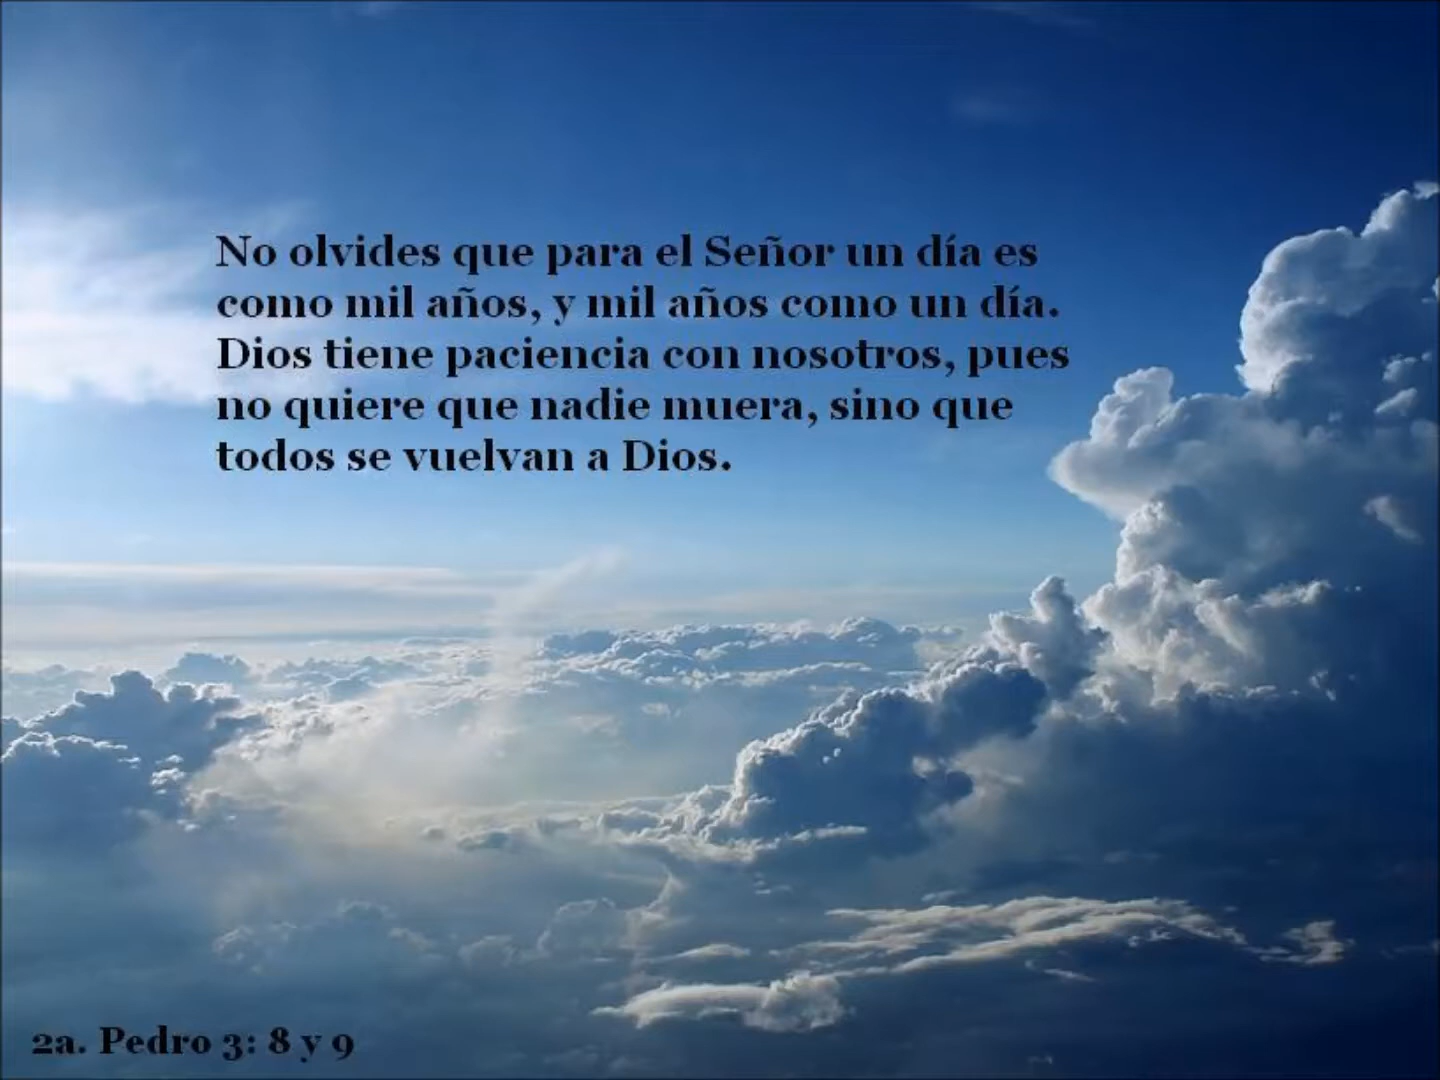 No olvides que para el Señor un día es
como mil años, y mil años como un día.
Dios tiene paciencia con nosotros, pues
no quiere que nadie muera, sino que
todos se vuelvan a Dios.
2a. Pedro 3: 8 y 9